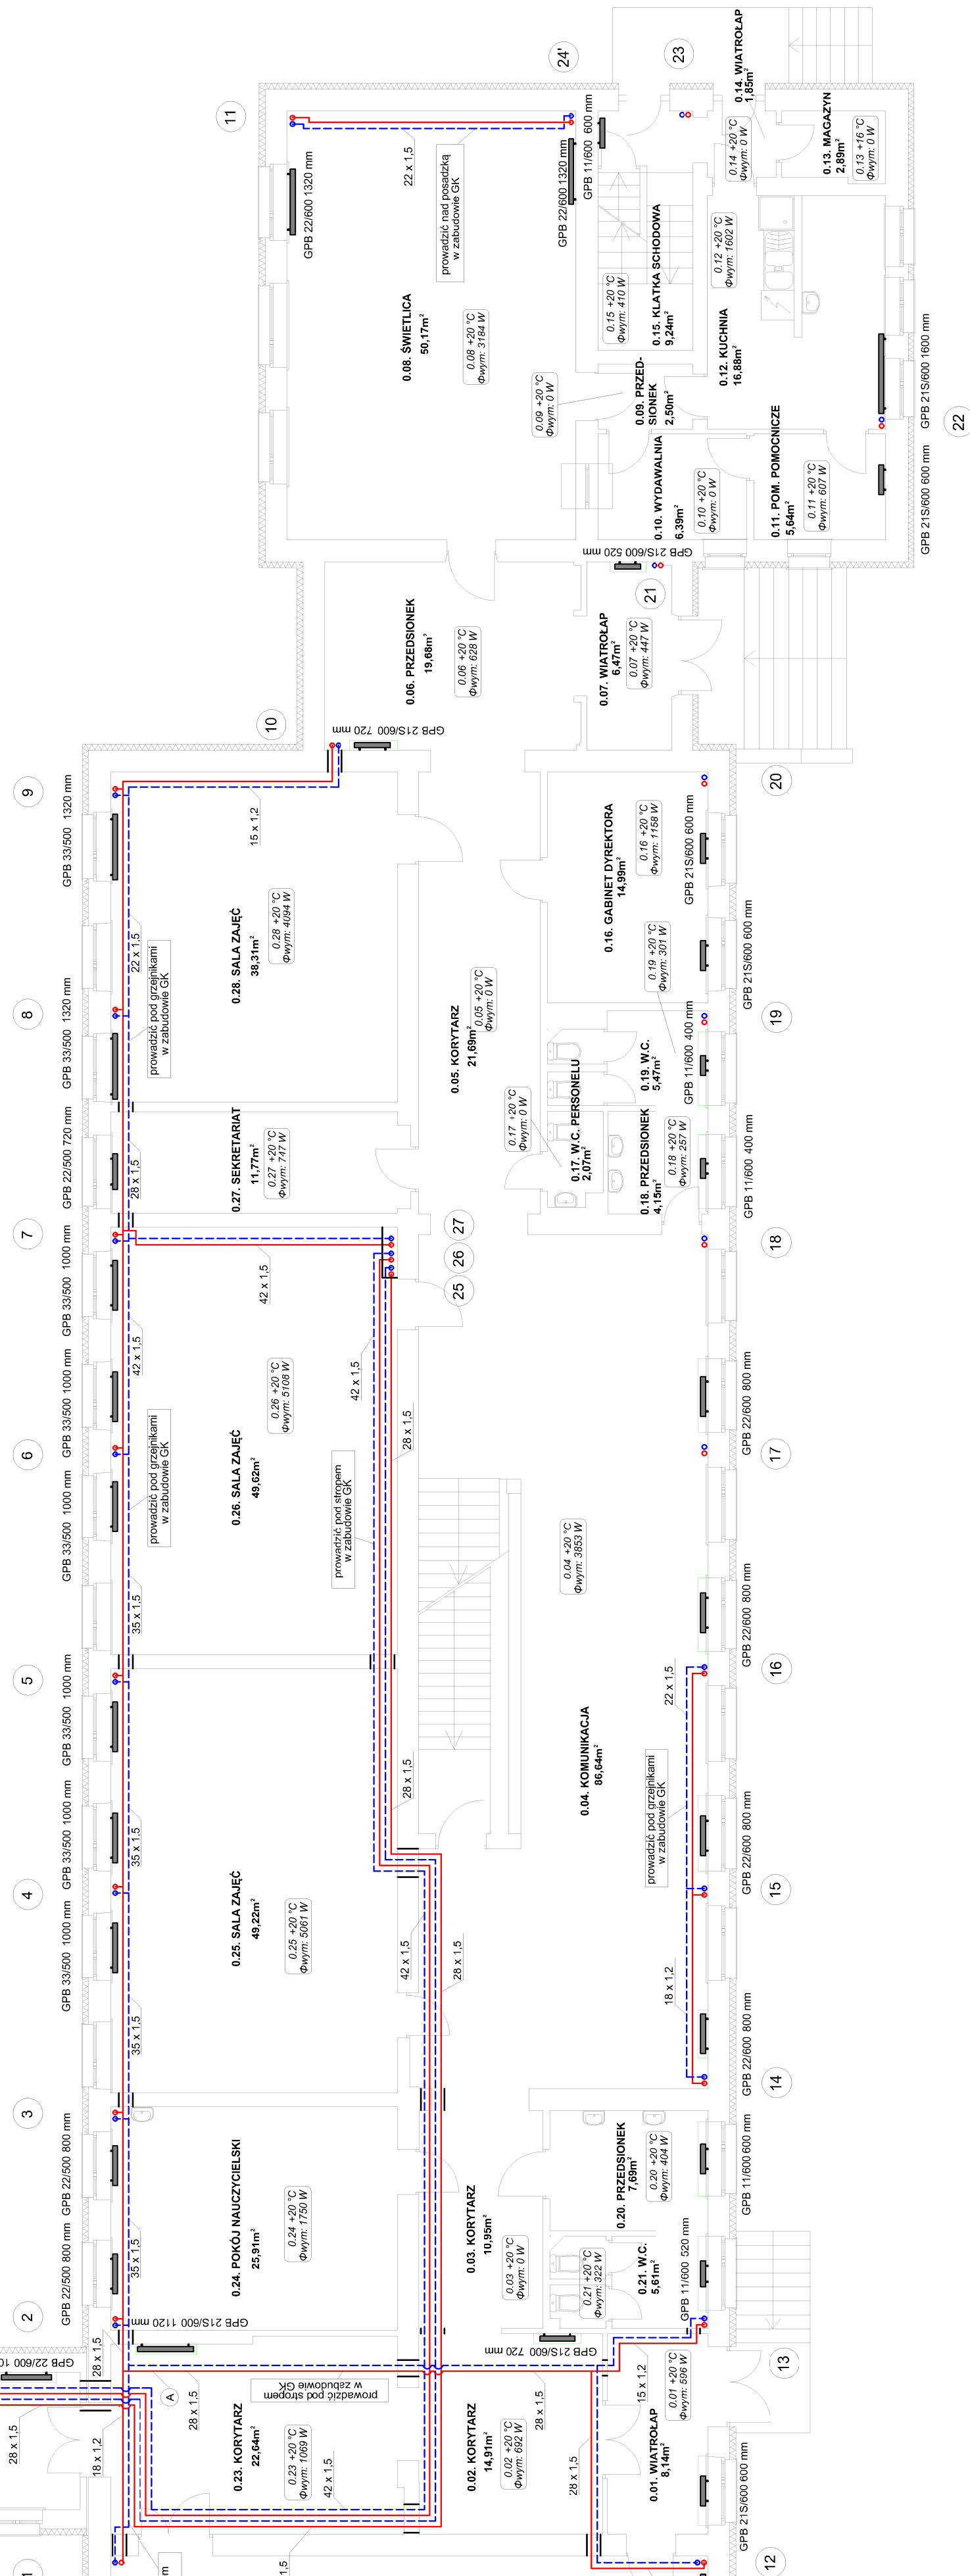 11
24'
23
0.14. WIATROŁAP
1,85m²
0.14 +20 °C
Φwym: 0 W
0.13. MAGAZYN
2,89m²
0.13 +16 °C
Φwym: 0 W
GPB 22/600 1320 mm
22 x 1,5
prowadzić nad posadzką
w zabudowie GK
GPB 22/600 1320 mm
GPB 11/600 600 mm
0.08. ŚWIETLICA
50,17m²
0.08 +20 °C
Φwym: 3184 W
0.15 +20 °C
Φwym: 410 W
0.15. KLATKA SCHODOWA
9,24m²
0.12 +20 °C
Φwym: 1602 W
0.12. KUCHNIA
16,88m²
0.09 +20 °C
Φwym: 0 W
0.09. PRZED-
SIONEK
2,50m²
0.10. WYDAWALNIA
6,39m²
0.10 +20 °C
Φwym: 0 W
0.11. POM. POMOCNICZE
5,64m²
0.11 +20 °C
Φwym: 607 W
GPB 21S/600 1600 mm
GPB 21S/600 600 mm
22
GPB 21S/600 520 mm
21
0.06. PRZEDSIONEK
19,68m²
0.06 +20 °C
Φwym: 628 W
0.07. WIATROŁAP
6,47m²
0.07 +20 °C
Φwym: 447 W
10
GPB 21S/600 720 mm
20
9
GPB 33/500 1320 mm
15 x 1,2
0.28. SALA ZAJĘĆ
38,31m²
0.28 +20 °C
Φwym: 4094 W
22 x 1,5
prowadzić pod grzejnikami
w zabudowie GK
8
GPB 33/500 1320 mm
0.16. GABINET DYREKTORA
14,99m²
0.16 +20 °C
Φwym: 1158 W
GPB 21S/600 600 mm
GPB 21S/600 600 mm
19
0.05. KORYTARZ
21,69m²
0.05 +20 °C
Φwym: 0 W
0.19 +20 °C
Φwym: 301 W
0.19. W.C.
5,47m²
GPB 11/600 400 mm
0.17 +20 °C
Φwym: 0 W
0.17. W.C. PERSONELU
2,07m²
0.18. PRZEDSIONEK
4,15m²
0.18 +20 °C
Φwym: 257 W
GPB 11/600 400 mm
18
GPB 22/500 720 mm
28 x 1,5
0.27. SEKRETARIAT
11,77m²
0.27 +20 °C
Φwym: 747 W
7
GPB 33/500 1000 mm
42 x 1,5
42 x 1,5
25
26
27
GPB 33/500 1000 mm
0.26 +20 °C
Φwym: 5108 W
0.26. SALA ZAJĘĆ
49,62m²
42 x 1,5
28 x 1,5
prowadzić pod grzejnikami
w zabudowie GK
prowadzić pod stropem
w zabudowie GK
6
GPB 33/500 1000 mm
35 x 1,5
GPB 22/600 800 mm
17
0.04 +20 °C
Φwym: 3853 W
GPB 22/600 800 mm
16
5
GPB 33/500 1000 mm
GPB 33/500 1000 mm
35 x 1,5
28 x 1,5
0.04. KOMUNIKACJA
86,64m²
22 x 1,5
prowadzić pod grzejnikami
w zabudowie GK
GPB 22/600 800 mm
15
4
GPB 33/500 1000 mm
35 x 1,5
0.25. SALA ZAJĘĆ
49,22m²
0.25 +20 °C
Φwym: 5061 W
42 x 1,5
28 x 1,5
18 x 1,2
GPB 22/600 800 mm
14
3
GPB 22/500 800 mm
GPB 22/500 800 mm
35 x 1,5
0.24. POKÓJ NAUCZYCIELSKI
25,91m²
0.24 +20 °C
Φwym: 1750 W
0.03. KORYTARZ
10,95m²
0.03 +20 °C
Φwym: 0 W
0.20. PRZEDSIONEK
7,69m²
0.20 +20 °C
Φwym: 404 W
GPB 11/600 600 mm
0.21 +20 °C
Φwym: 322 W
0.21. W.C.
5,61m²
GPB 11/600 520 mm
2
GPB 21S/600 1120 mm
GPB 21S/600 720 mm
GPB 22/600 10
28 x 1,5
28 x 1,5
A
28 x 1,5
18 x 1,2
prowadzić pod stropem
w zabudowie GK
0.23. KORYTARZ
22,64m²
0.23 +20 °C
Φwym: 1069 W
42 x 1,5
0.02. KORYTARZ
14,91m²
0.02 +20 °C
Φwym: 692 W
28 x 1,5
28 x 1,5
15 x 1,2
0.01. WIATROŁAP
8,14m²
0.01 +20 °C
Φwym: 596 W
13
GPB 21S/600 600 mm
12